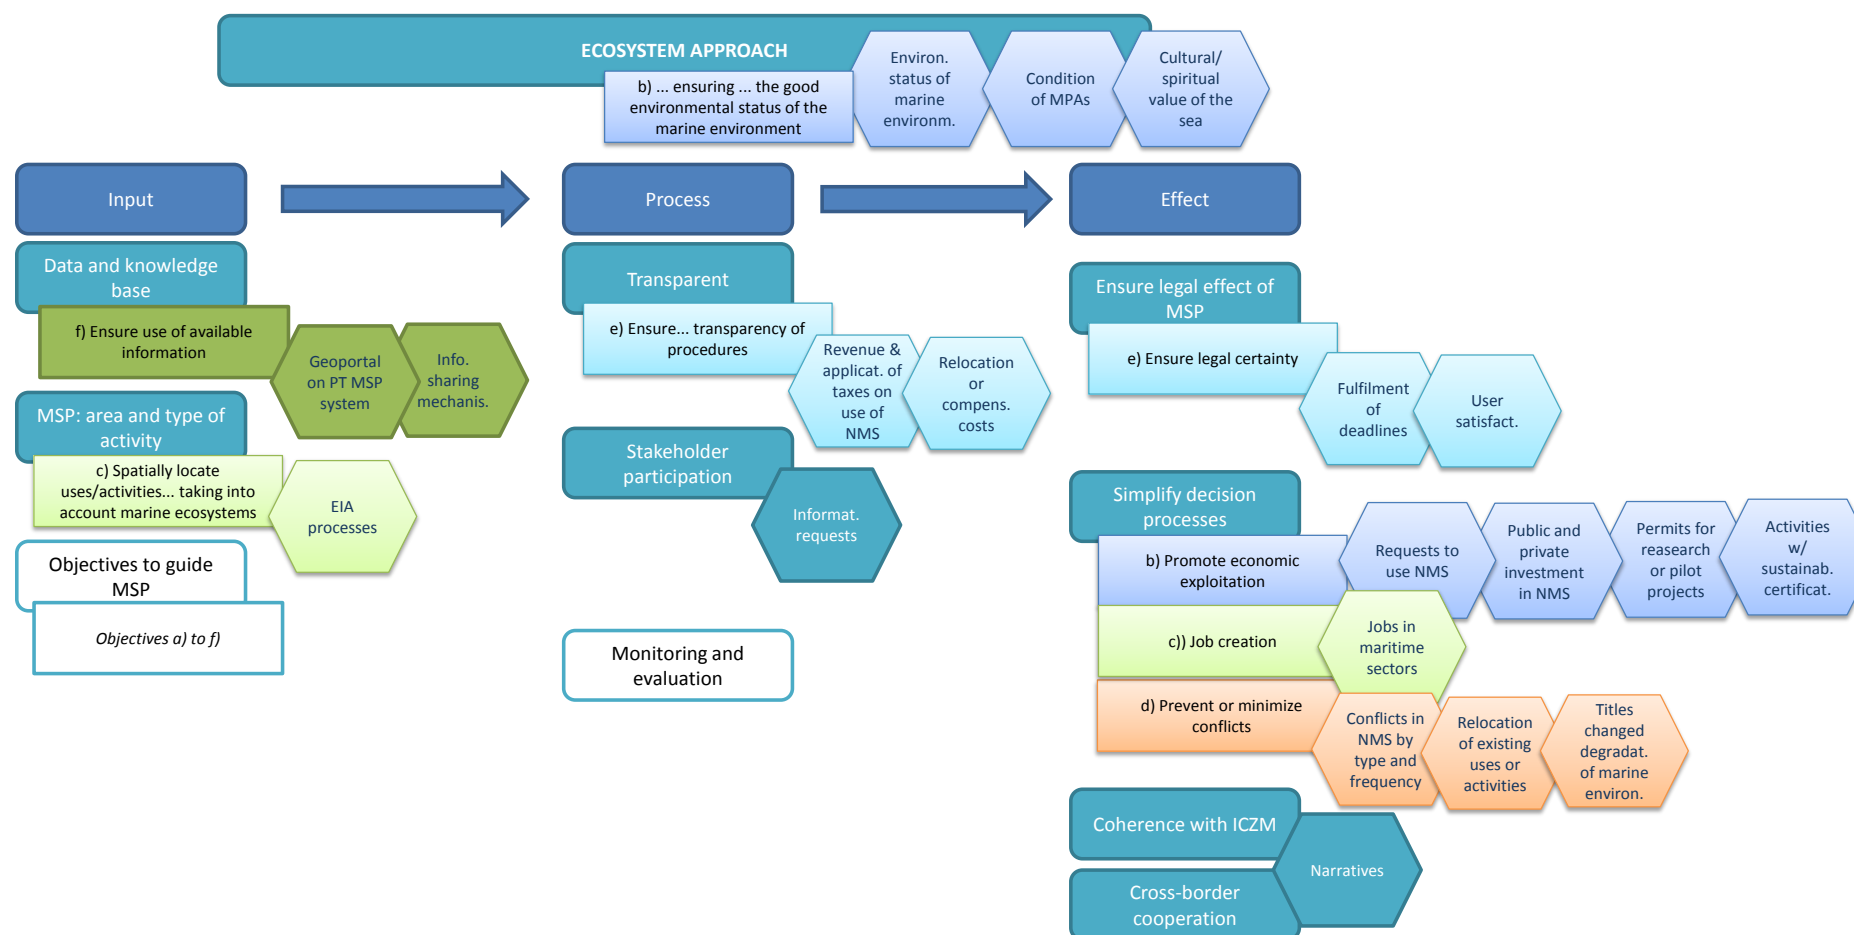 ECOSYSTEM APPROACH
b) ... ensuring ... the good
environmental status of the
marine environment
Environ.
status of
marine
environm.
Condition
of MPAs
Cultural/
spiritual
value of the
sea
Input
Process
Effect
Data and knowledge
base
f) Ensure use of available
information
Geoportal
on PT MSP
system
Info.
sharing
mechanis.
MSP: area and type of
activity
c) Spatially locate
uses/activities... taking into
account marine ecosystems
EIA
processes
Objectives to guide
MSP
Objectives a) to f)
Transparent
e) Ensure... transparency of
procedures
Revenue &
applicat. of
taxes on
use of
NMS
Relocation
or
compens.
costs
Stakeholder
participation
Informat.
requests
Monitoring and
evaluation
Ensure legal effect of
MSP
e) Ensure legal certainty
Fulfilment
of
deadlines
User
satisfact.
Simplify decision
processes
b) Promote economic
exploitation
Requests to
use NMS
Public and
private
investment
in NMS
Permits for
reasearch
or pilot
projects
Activities
w/
sustainab.
certificat.
c)) Job creation
Jobs in
maritime
sectors
d) Prevent or minimize
conflicts
Conflicts in
NMS by
type and
frequency
Relocation
of existing
uses or
activities
Titles
changed
degradat.
of marine
environ.
Coherence with ICZM
Narratives
Cross-border
cooperation